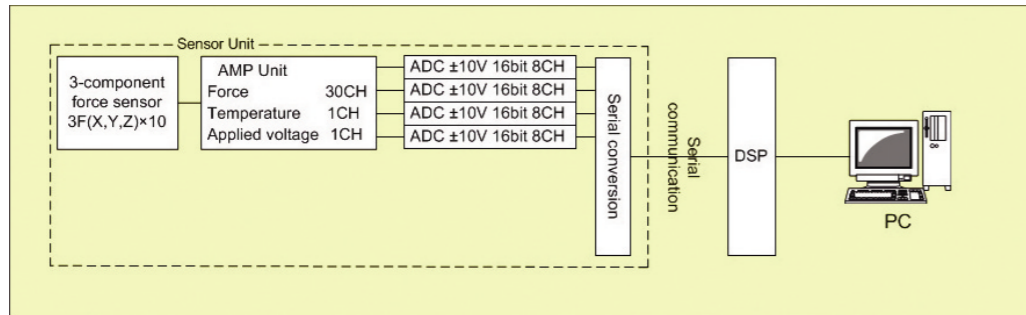 Sensor Unit
3-component
force sensor
3F(X,Y,Z)×10
AMP Unit
Force 30CH
Temperature 1CH
Applied voltage 1CH
ADC ±10V 16bit 8CH
ADC ±10V 16bit 8CH
ADC ±10V 16bit 8CH
ADC ±10V 16bit 8CH
Serial conversion
Serial
communication
DSP
PC